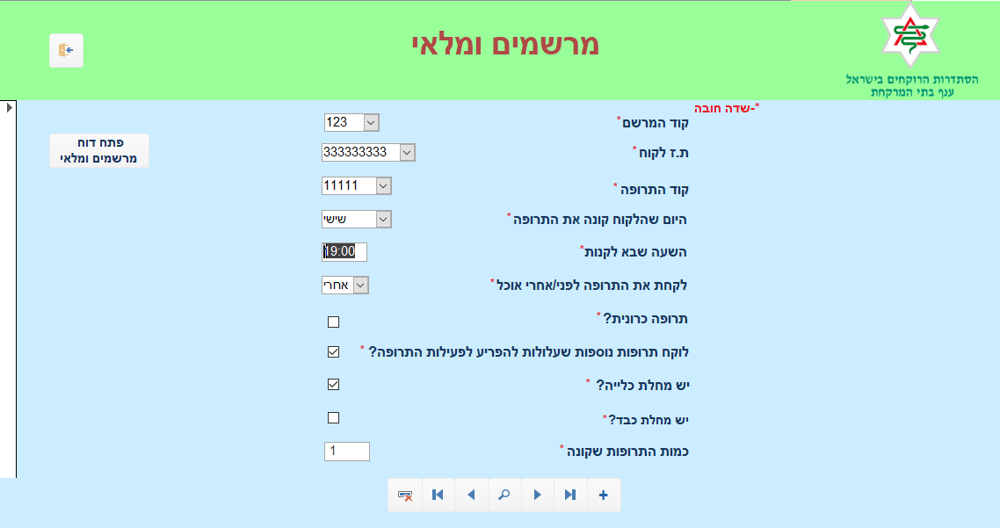 מרשמים ומלאי
הסתדרות הרוקחים בישראל
ענף בתי המרקחת
*-שדה חובה
קוד המרשם* 123
ת.ז לקוח* 333333333
קוד התרופה* 11111
היום שהלקוח קונה את התרופה* שישי
השעה שבא לקנות* 19:00
לקחת את התרופה לפני/אחרי אוכל* אחרי
תרופה כרונית?*
לוקח תרופות נוספות שעלולות להפריע לפעילות התרופה?*
יש מחלת כלייה?*
יש מחלת כבד?*
כמות התרופות שקונה* 1
פתח דוח
מרשמים ומלאי